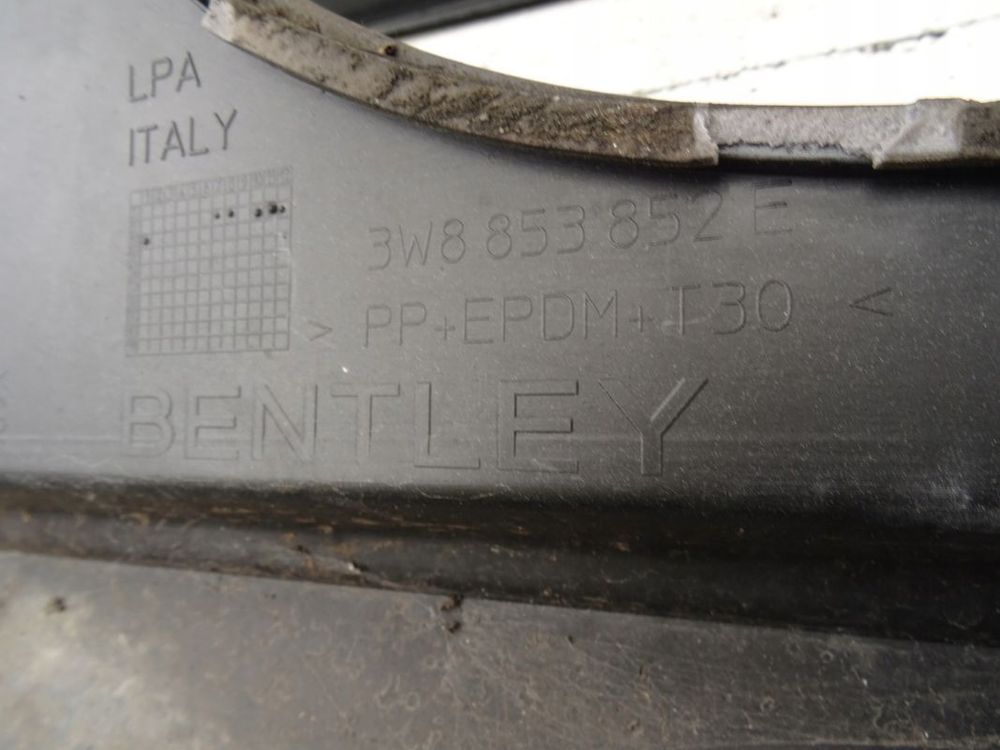 LPA
ITALY
3W8 853 852 E
> PP+EPDM+T30 <
BENTLEY